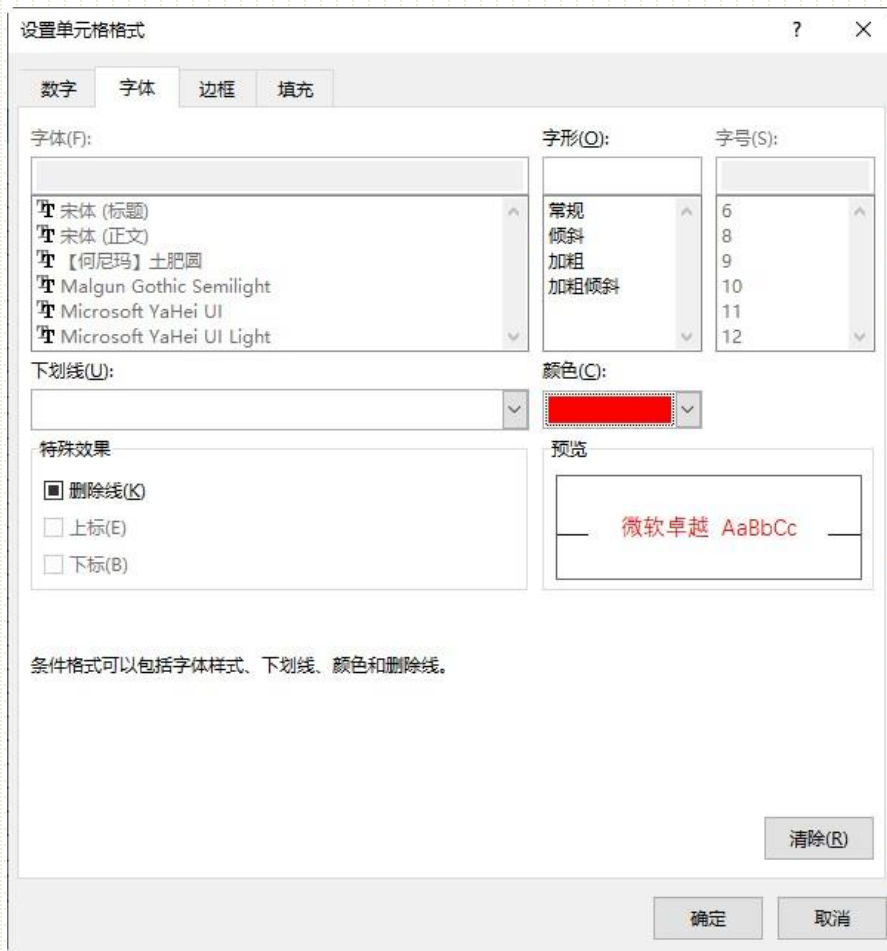 设置单元格格式 ? ×
数字 字体 边框 填充
字体(F): 字形(O): 字号(S):
宋体 (标题) 常规 6
宋体 (正文) 倾斜 8
【何尼玛】土肥圆 加粗 9
Malgun Gothic Semilight 加粗倾斜 10
Microsoft YaHei UI 11
Microsoft YaHei UI Light 12
下划线(U): 颜色(C):
特殊效果 预览
删除线(K)
上标(E) 微软卓越 AaBbCc
下标(B)
条件格式可以包括字体样式、下划线、颜色和删除线。
清除(R)
确定 取消